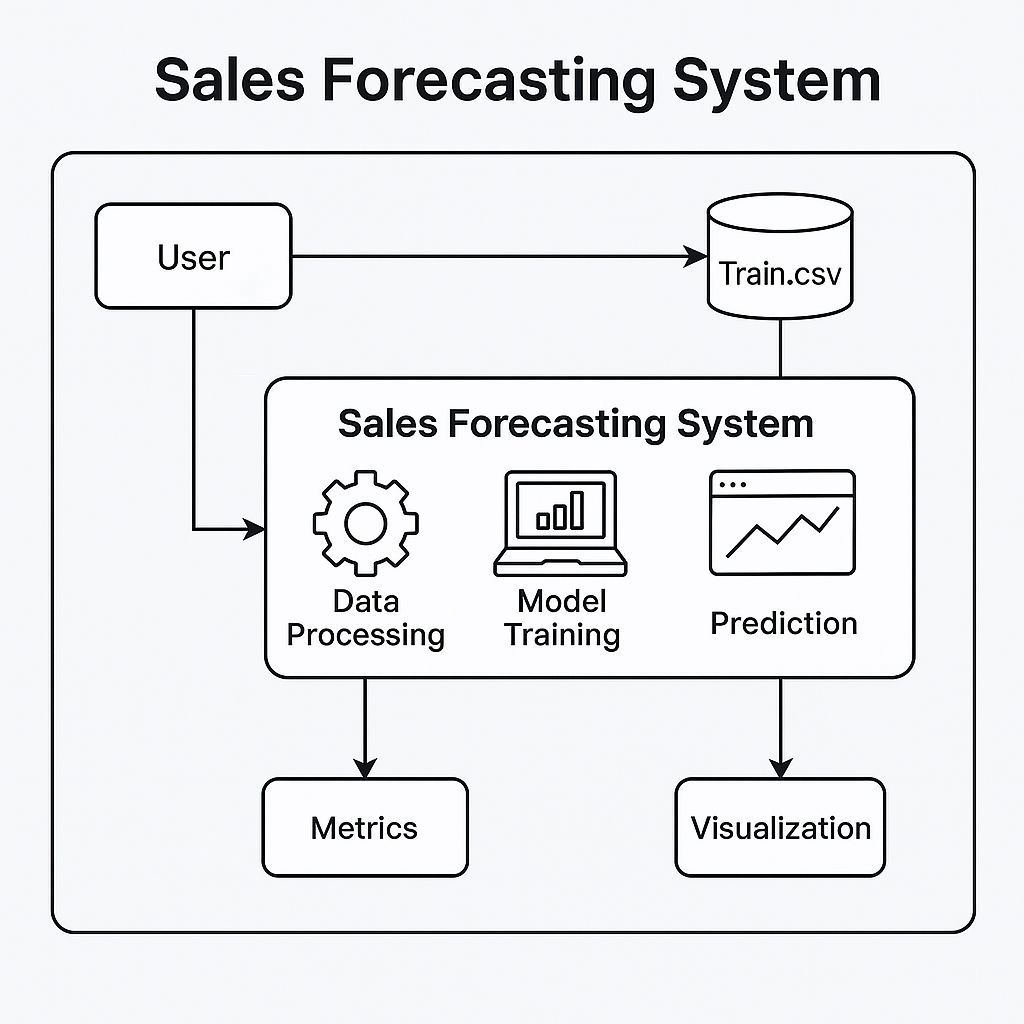 Sales Forecasting System
User
Train.csv
Sales Forecasting System
Data
Processing
Model
Training
Prediction
Metrics
Visualization